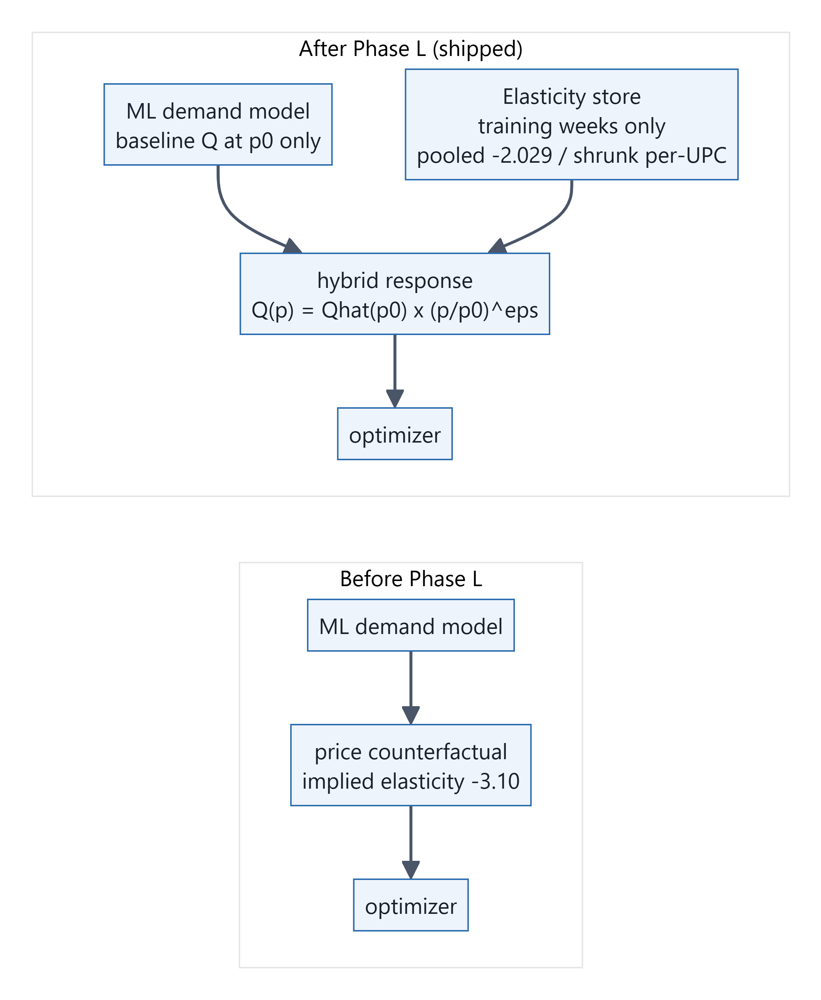 After Phase L (shipped)
ML demand model
baseline Q at p0 only
Elasticity store
training weeks only
pooled -2.029 / shrunk per-UPC
hybrid response
Q(p) = Qhat(p0) x (p/p0)^eps
optimizer
Before Phase L
ML demand model
price counterfactual
implied elasticity -3.10
optimizer